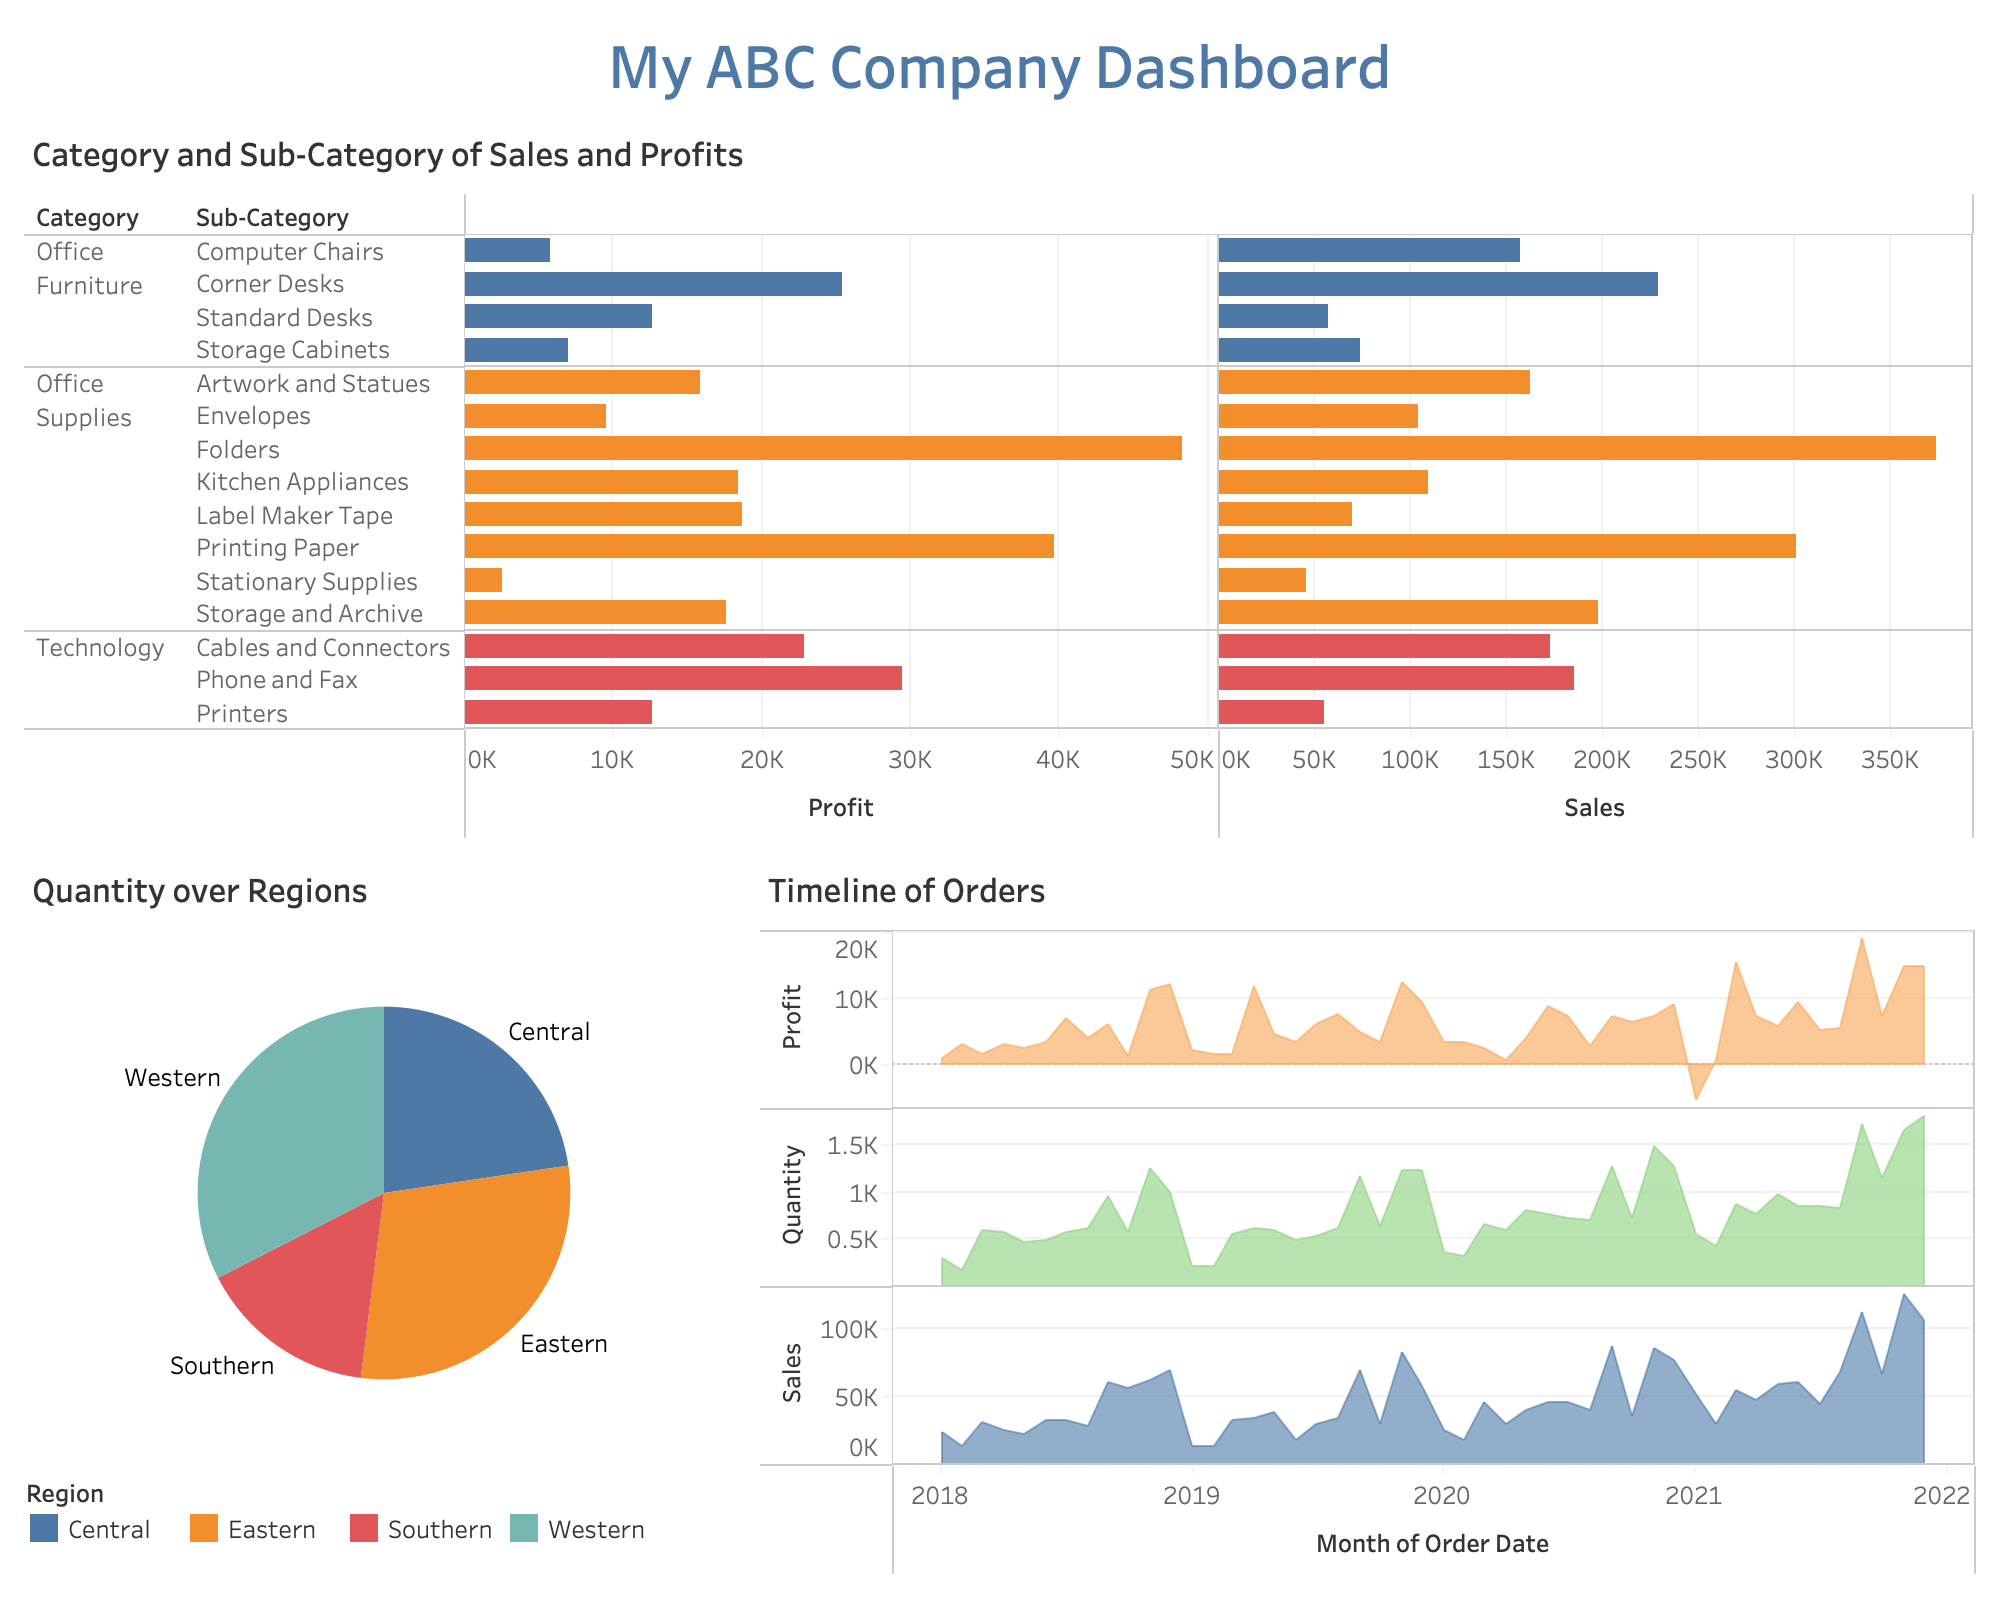 My ABC Company Dashboard
Category and Sub-Category of Sales and Profits
Category Sub-Category
Office Furniture
Computer Chairs
Corner Desks
Standard Desks
Storage Cabinets
Office Supplies
Artwork and Statues
Envelopes
Folders
Kitchen Appliances
Label Maker Tape
Printing Paper
Stationary Supplies
Storage and Archive
Technology
Cables and Connectors
Phone and Fax
Printers
0K 10K 20K 30K 40K 50K 0K 50K 100K 150K 200K 250K 300K 350K
Profit Sales
Quantity over Regions
Central
Western
Eastern
Southern
Region
Central Eastern Southern Western
Timeline of Orders
Profit
20K
10K
0K
Quantity
1.5K
1K
0.5K
Sales
100K
50K
0K
2018 2019 2020 2021 2022
Month of Order Date